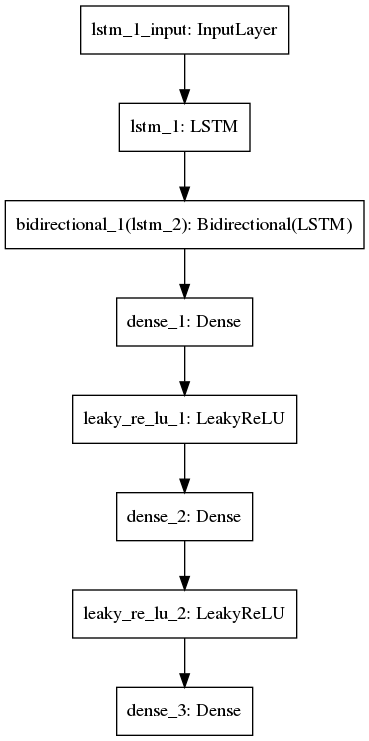 lstm_1_input: InputLayer
lstm_1: LSTM
bidirectional_1(lstm_2): Bidirectional(LSTM)
dense_1: Dense
leaky_re_lu_1: LeakyReLU
dense_2: Dense
leaky_re_lu_2: LeakyReLU
dense_3: Dense